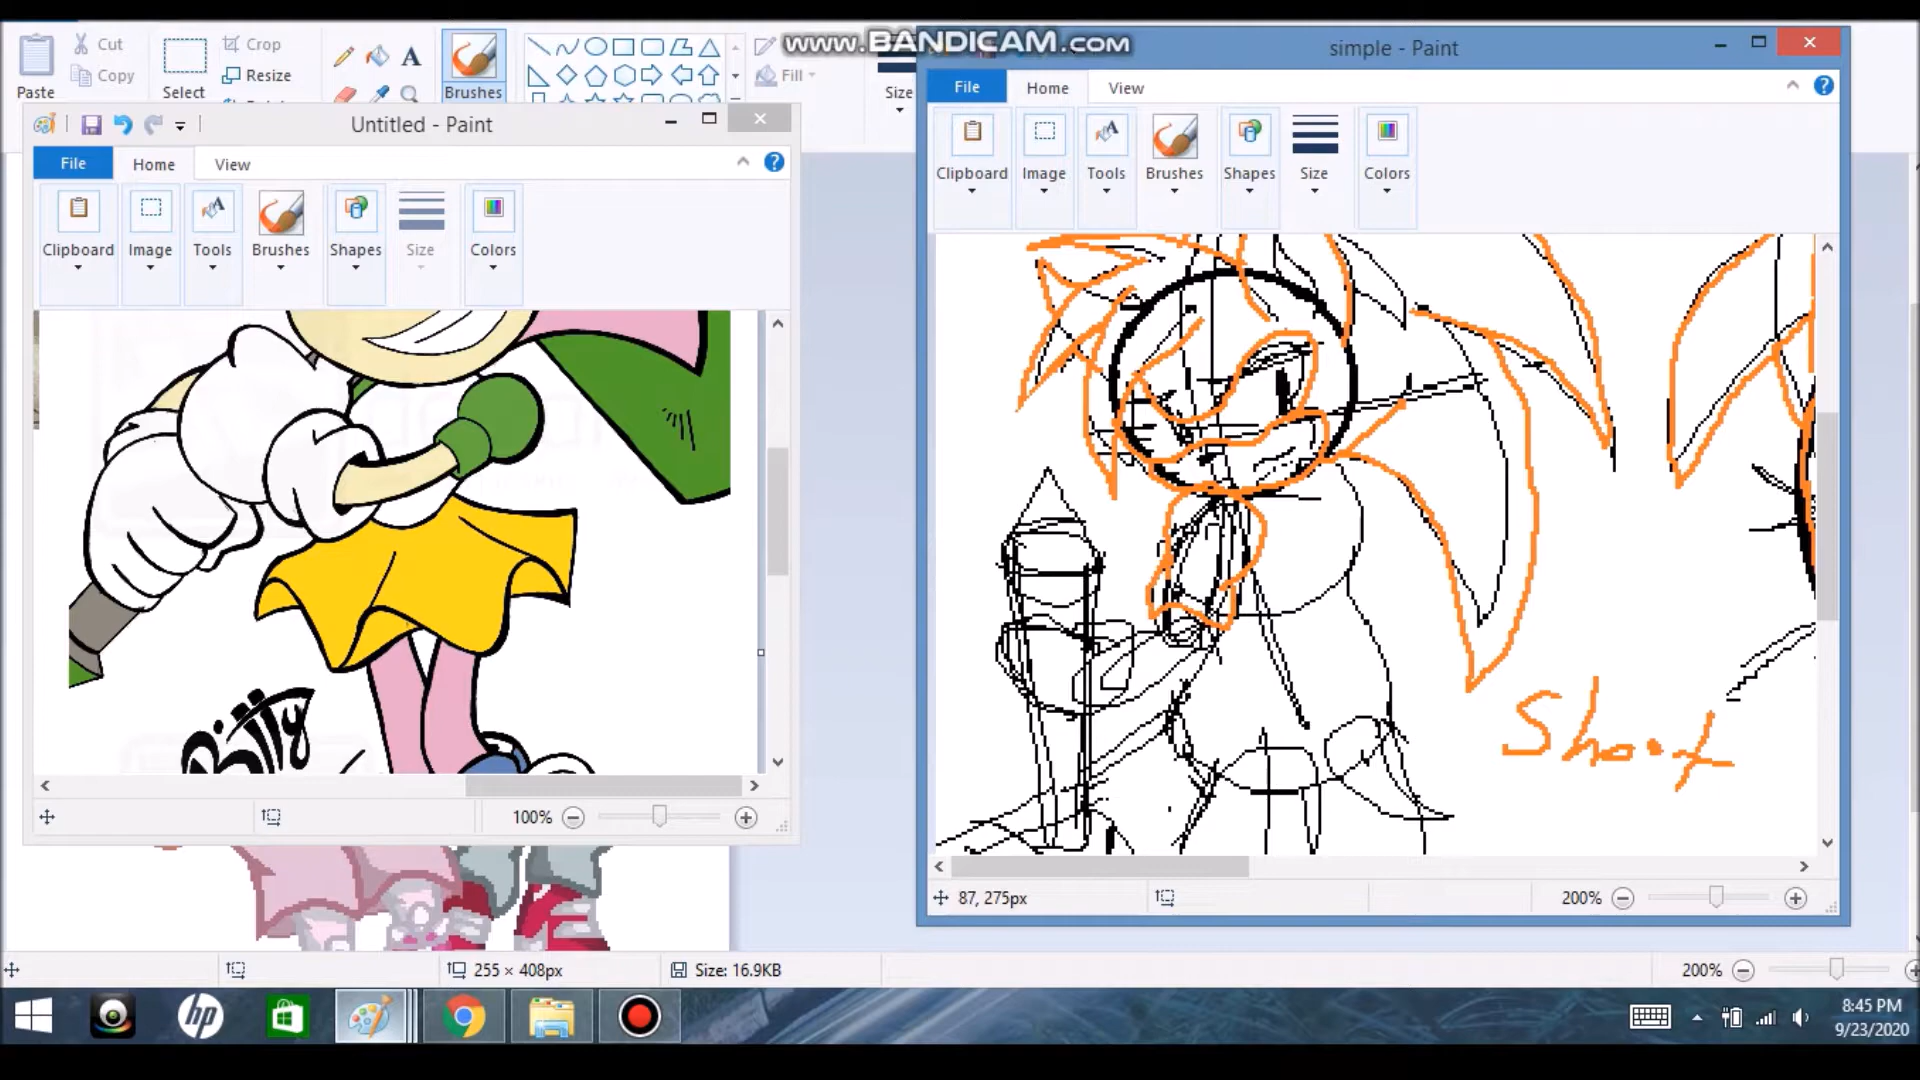 www.BANDICAM.com
Cut
Copy
Paste
Select
Crop
Resize
A
Brushes
Fill
Size
simple - Paint
File
Home
View
Clipboard
Image
Tools
Brushes
Shapes
Size
Colors
Untitled - Paint
File
Home
View
Clipboard
Image
Tools
Brushes
Shapes
Size
Colors
Shoot
100%
87, 275px
200%
255 × 408px
Size: 16.9KB
200%
hp
8:45 PM
9/23/2020